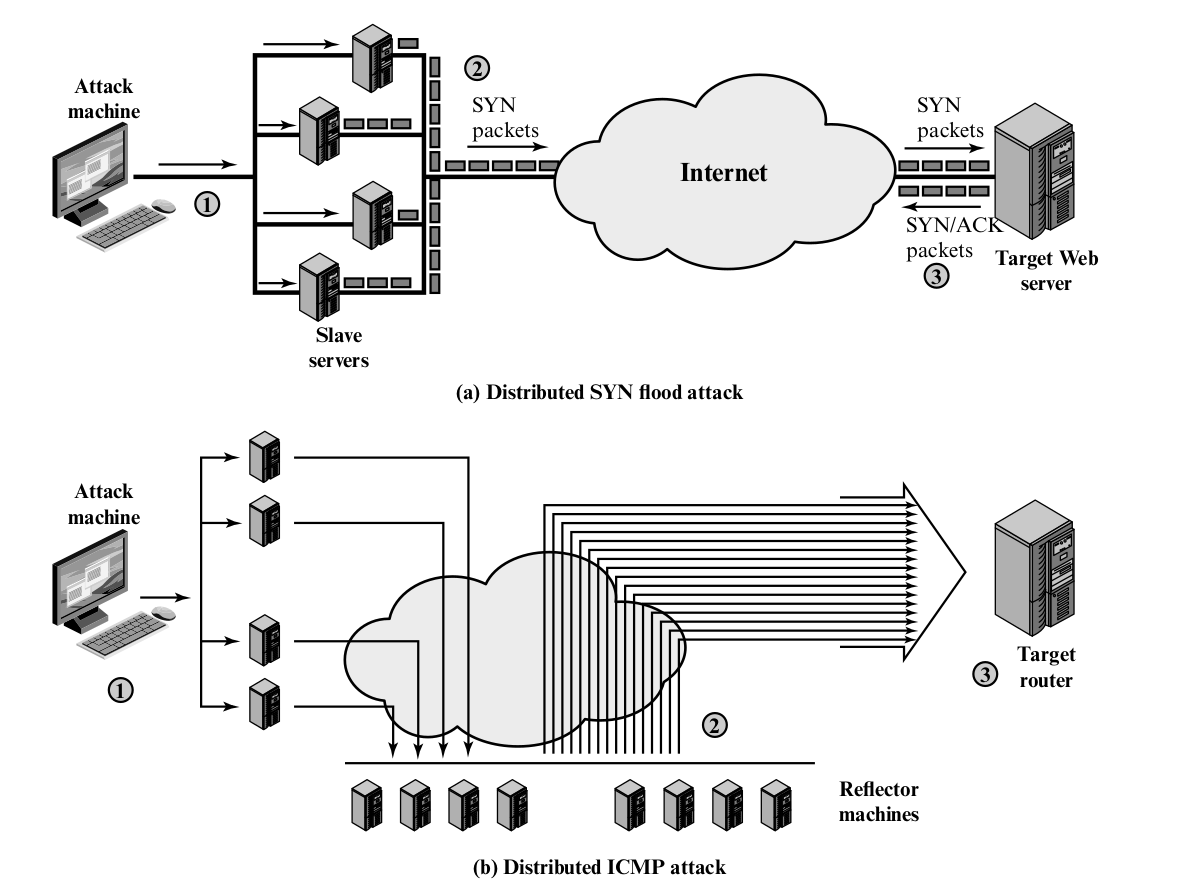 Attack
machine
1
2
SYN
packets
Internet
SYN
packets
SYN/ACK
packets
3
Target Web
server
Slave
servers
(a) Distributed SYN flood attack
Attack
machine
1
2
3
Target
router
Reflector
machines
(b) Distributed ICMP attack